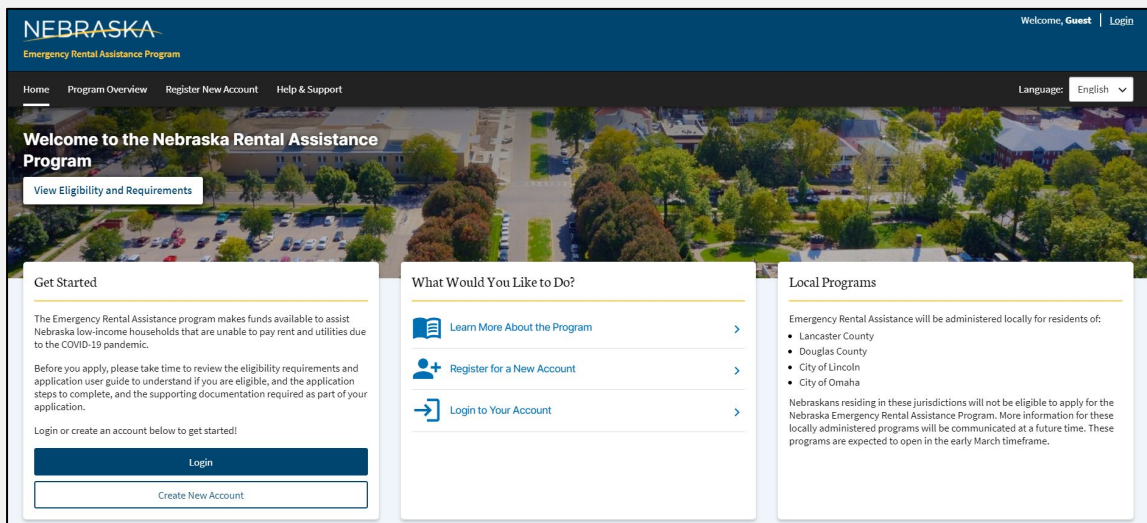 NEBRASKA
Emergency Rental Assistance Program
Welcome, Guest | Login
Home Program Overview Register New Account Help & Support
Language: English
Welcome to the Nebraska Rental Assistance
Program
View Eligibility and Requirements
Get Started
The Emergency Rental Assistance program makes funds available to assist
Nebraska low-income households that are unable to pay rent and utilities due
to the COVID-19 pandemic.
Before you apply, please take time to review the eligibility requirements and
application user guide to understand if you are eligible, and the application
steps to complete, and the supporting documentation required as part of your
application.
Login or create an account below to get started!
Login
Create New Account
What Would You Like to Do?
Learn More About the Program
Register for a New Account
Login to Your Account
Local Programs
Emergency Rental Assistance will be administered locally for residents of:
• Lancaster County
• Douglas County
• City of Lincoln
• City of Omaha
Nebraskans residing in these jurisdictions will not be eligible to apply for the
Nebraska Emergency Rental Assistance Program. More information for these
locally administered programs will be communicated at a future time. These
programs are expected to open in the early March timeframe.